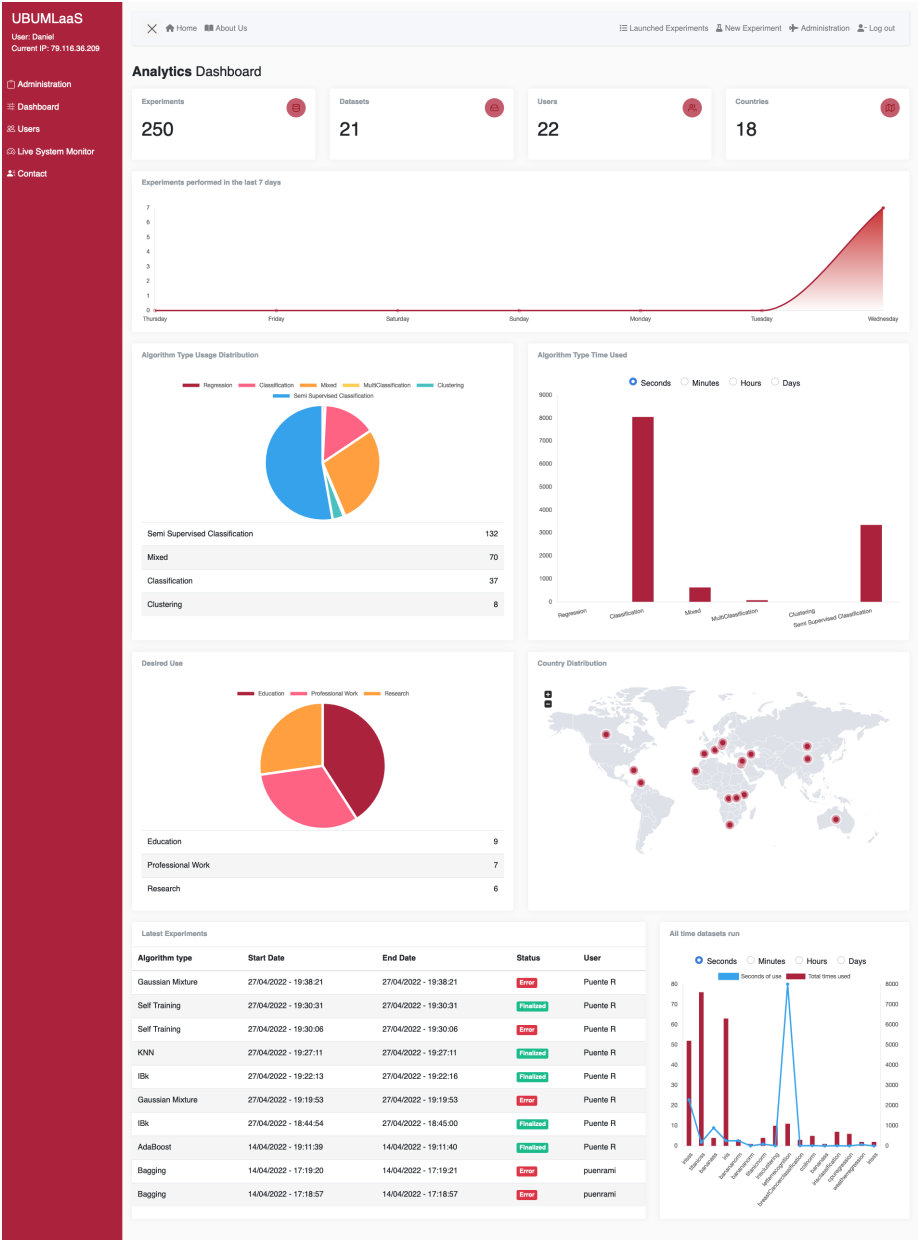 UBUMLaaS
User: Daniel
Current IP: 79.116.36.209
Administration
Dashboard
Users
Live System Monitor
Contact
Home About Us
Launched Experiments New Experiment Administration Log out
Analytics Dashboard
Experiments
250
Datasets
21
Users
22
Countries
18
Experiments performed in the last 7 days
7
6
5
4
3
2
1
0
Thursday Friday Saturday Sunday Monday Tuesday Wednesday
Algorithm Type Usage Distribution
Regression Classification Mixed MultiClassification Clustering
Semi Supervised Classification
Semi Supervised Classification 132
Mixed 70
Classification 37
Clustering 8
Algorithm Type Time Used
Seconds Minutes Hours Days
9000
8000
7000
6000
5000
4000
3000
2000
1000
0
Regression Classification Mixed MultiClassification Clustering Semi Supervised Classification
Desired Use
Education Professional Work Research
Education 9
Professional Work 7
Research 6
Country Distribution
+
−
Latest Experiments
Algorithm type Start Date End Date Status User
Gaussian Mixture 27/04/2022 - 19:38:21 27/04/2022 - 19:38:21 Error Puente R
Self Training 27/04/2022 - 19:30:31 27/04/2022 - 19:30:31 Finalized Puente R
Self Training 27/04/2022 - 19:30:06 27/04/2022 - 19:30:06 Error Puente R
KNN 27/04/2022 - 19:27:11 27/04/2022 - 19:27:11 Finalized Puente R
IBk 27/04/2022 - 19:22:13 27/04/2022 - 19:22:16 Finalized Puente R
Gaussian Mixture 27/04/2022 - 19:19:53 27/04/2022 - 19:19:53 Error Puente R
IBk 27/04/2022 - 18:44:54 27/04/2022 - 18:45:00 Finalized Puente R
AdaBoost 14/04/2022 - 19:11:39 14/04/2022 - 19:11:40 Finalized Puente R
Bagging 14/04/2022 - 17:19:20 14/04/2022 - 17:19:21 Error puenrami
Bagging 14/04/2022 - 17:18:57 14/04/2022 - 17:18:57 Error puenrami
All time datasets run
Seconds Minutes Hours Days
Seconds of use Total times used
80 8000
70 7000
60 6000
50 5000
40 4000
30 3000
20 2000
10 1000
0 0
iris
irisclustering
letterrecognition
breastCancerclassification
irisclassification
cpuregression
weatherregression